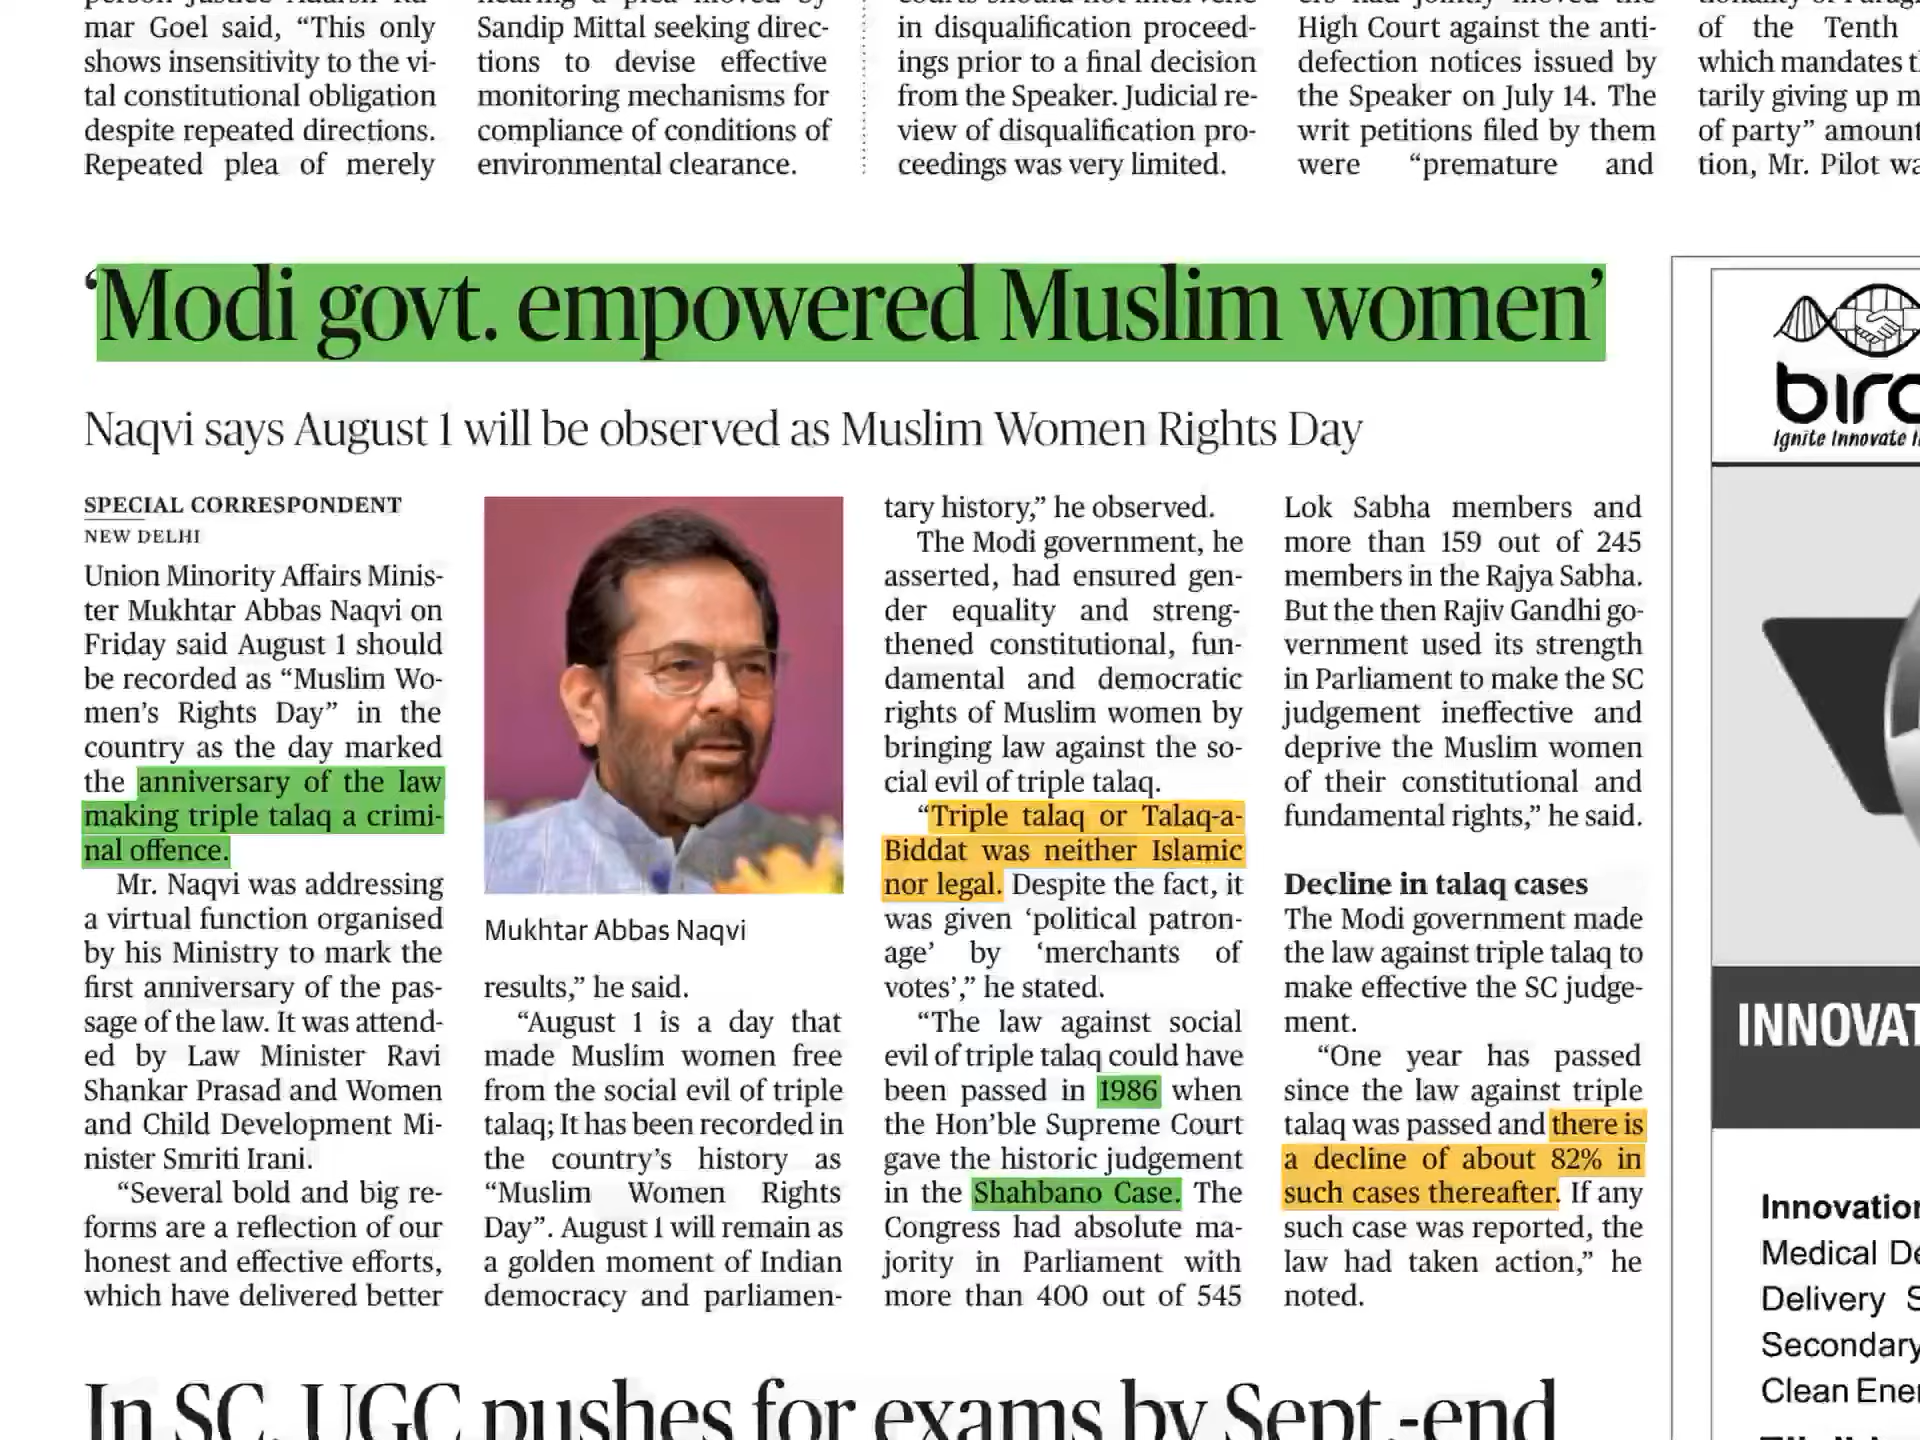 mar Goel said, “This only
shows insensitivity to the vi-
tal constitutional obligation
despite repeated directions.
Repeated plea of merely
Sandip Mittal seeking direc-
tions to devise effective
monitoring mechanisms for
compliance of conditions of
environmental clearance.
in disqualification proceed-
ings prior to a final decision
from the Speaker. Judicial re-
view of disqualification pro-
ceedings was very limited.
High Court against the anti-
defection notices issued by
the Speaker on July 14. The
writ petitions filed by them
were “premature and
of the Tenth
which mandates
tarily giving up
of party” amount
tion, Mr. Pilot
‘Modi govt. empowered Muslim women’
Naqvi says August 1 will be observed as Muslim Women Rights Day
SPECIAL CORRESPONDENT
NEW DELHI
Union Minority Affairs Minis-
ter Mukhtar Abbas Naqvi on
Friday said August 1 should
be recorded as “Muslim Wo-
men’s Rights Day” in the
country as the day marked
the anniversary of the law
making triple talaq a crimi-
nal offence.
Mr. Naqvi was addressing
a virtual function organised
by his Ministry to mark the
first anniversary of the pas-
sage of the law. It was attend-
ed by Law Minister Ravi
Shankar Prasad and Women
and Child Development Mi-
nister Smriti Irani.
“Several bold and big re-
forms are a reflection of our
honest and effective efforts,
which have delivered better
Mukhtar Abbas Naqvi
results,” he said.
“August 1 is a day that
made Muslim women free
from the social evil of triple
talaq; It has been recorded in
the country’s history as
“Muslim Women Rights
Day”. August 1 will remain as
a golden moment of Indian
democracy and parliamen-
tary history,” he observed.
The Modi government, he
asserted, had ensured gen-
der equality and streng-
thened constitutional, fun-
damental and democratic
rights of Muslim women by
bringing law against the so-
cial evil of triple talaq.
“Triple talaq or Talaq-a-
Biddat was neither Islamic
nor legal. Despite the fact, it
was given ‘political patron-
age’ by ‘merchants of
votes’,” he stated.
“The law against social
evil of triple talaq could have
been passed in 1986 when
the Hon’ble Supreme Court
gave the historic judgement
in the Shahbano Case. The
Congress had absolute ma-
jority in Parliament with
more than 400 out of 545
Lok Sabha members and
more than 159 out of 245
members in the Rajya Sabha.
But the then Rajiv Gandhi go-
vernment used its strength
in Parliament to make the SC
judgement ineffective and
deprive the Muslim women
of their constitutional and
fundamental rights,” he said.
Decline in talaq cases
The Modi government made
the law against triple talaq to
make effective the SC judge-
ment.
“One year has passed
since the law against triple
talaq was passed and there is
a decline of about 82% in
such cases thereafter. If any
such case was reported, the
law had taken action,” he
noted.
Ignite Innovate
Medical
Delivery
Secondary
Clean
In SC, UGC pushes for exams by Sept.-end